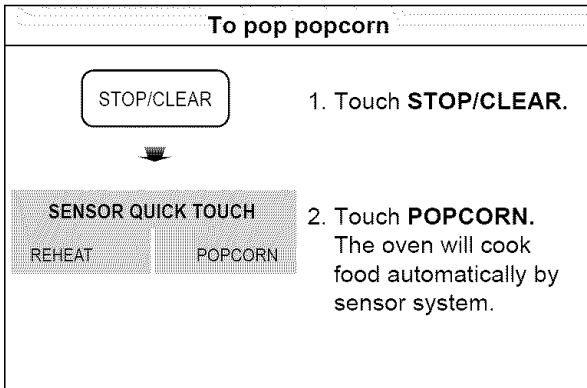 To pop popcorn
STOP/CLEAR
1. Touch STOP/CLEAR.
SENSOR QUICK TOUCH
REHEAT POPCORN
2. Touch POPCORN.
The oven will cook
food automatically by
sensor system.